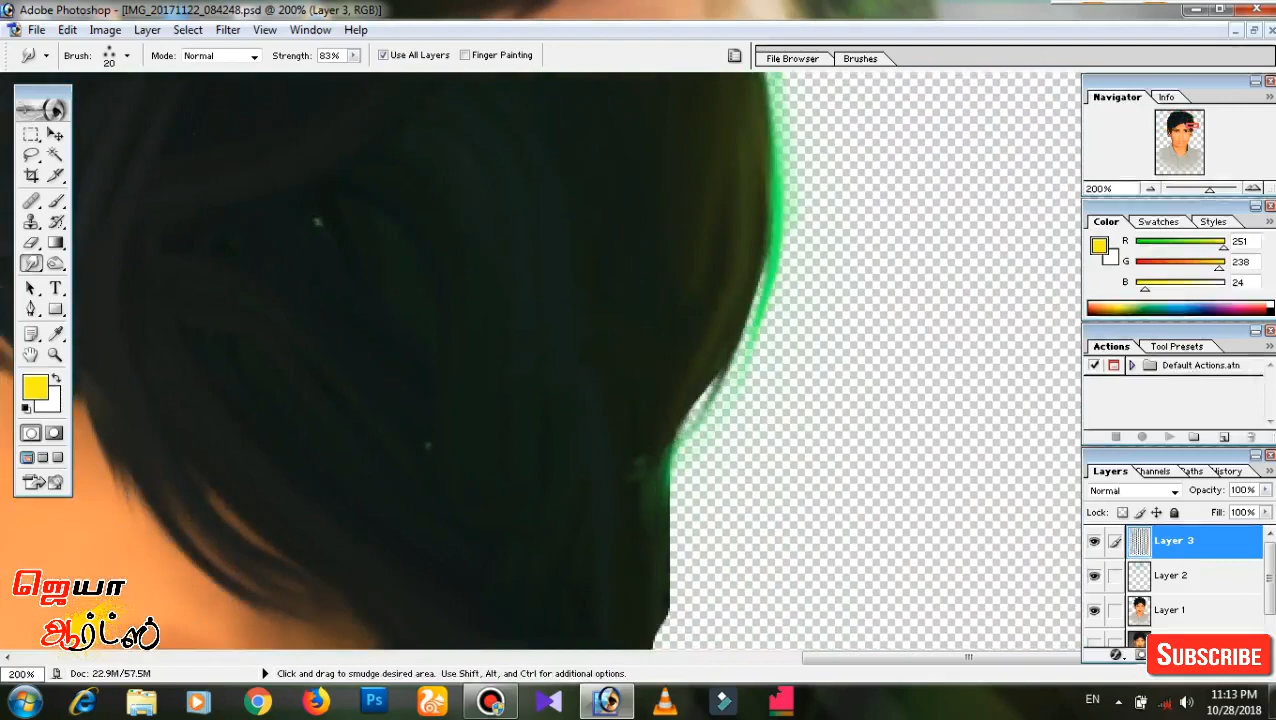 Adobe Photoshop - [IMG_20171122_084248.psd @ 200% (Layer 3, RGB)]
File Edit Image Layer Select Filter View Window Help
Brush: 20 Mode: Normal Strength: 83% Use All Layers Finger Painting File Browser Brushes
Navigator Info
200%
Color Swatches Styles
R 251
G 238
B 24
Actions Tool Presets
Default Actions.atn
Layers Channels Paths History
Normal Opacity: 100%
Lock: Fill: 100%
Layer 3
Layer 2
Layer 1
ஜெயா
ஆர்ட்ஸ்
SUBSCRIBE
200% Doc: 22.9M/57.5M Click and drag to smudge desired area. Use Shift, Alt, and Ctrl for additional options.
EN 11:13 PM
10/28/2018